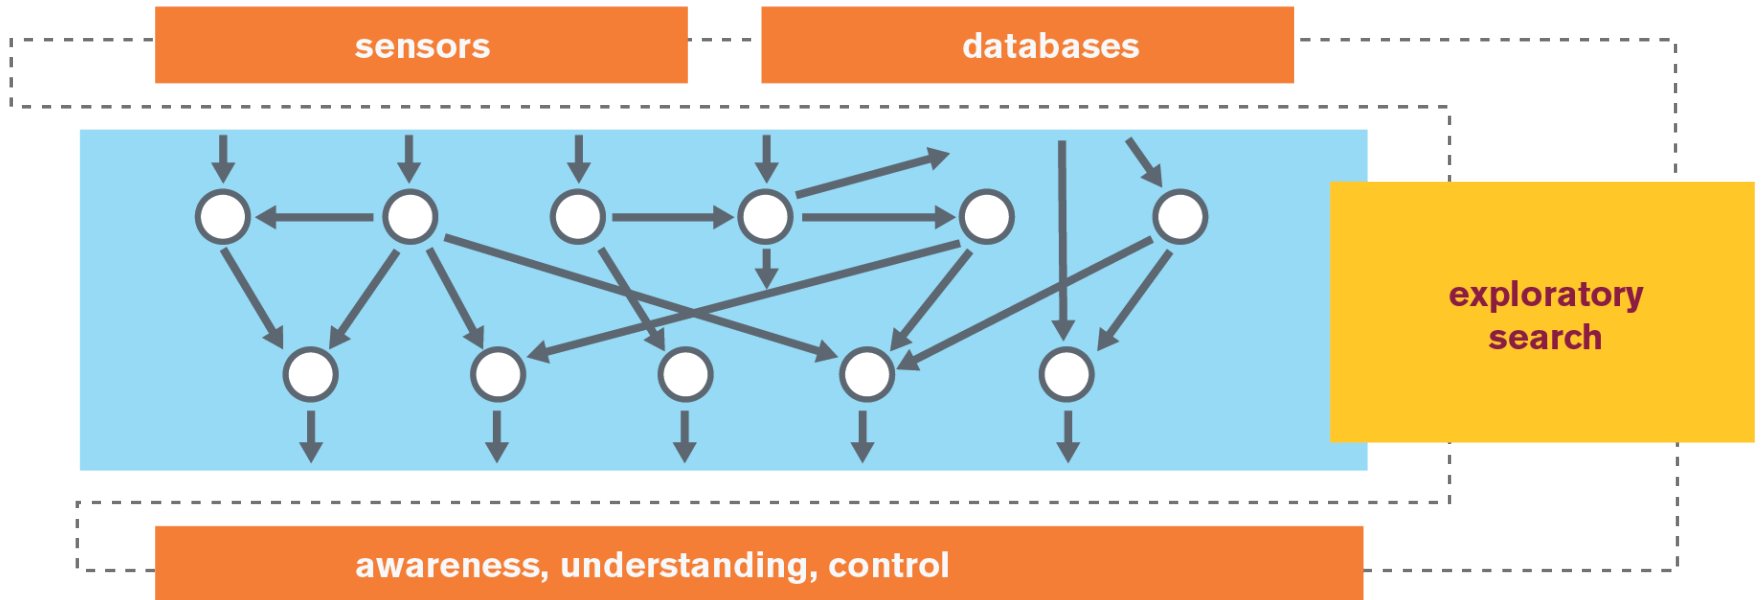 sensors
databases
exploratory
search
awareness, understanding, control